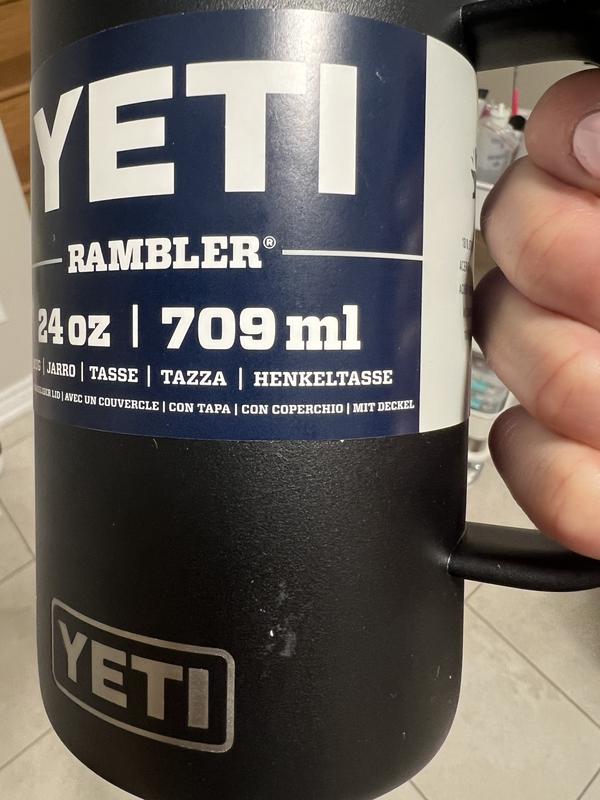 YETI
RAMBLER®
24 oz | 709 ml
| JARRO | TASSE | TAZZA | HENKELTASSE
LID | AVEC UN COUVERCLE | CON TAPA | CON COPERCHIO | MIT DECKEL
YETI